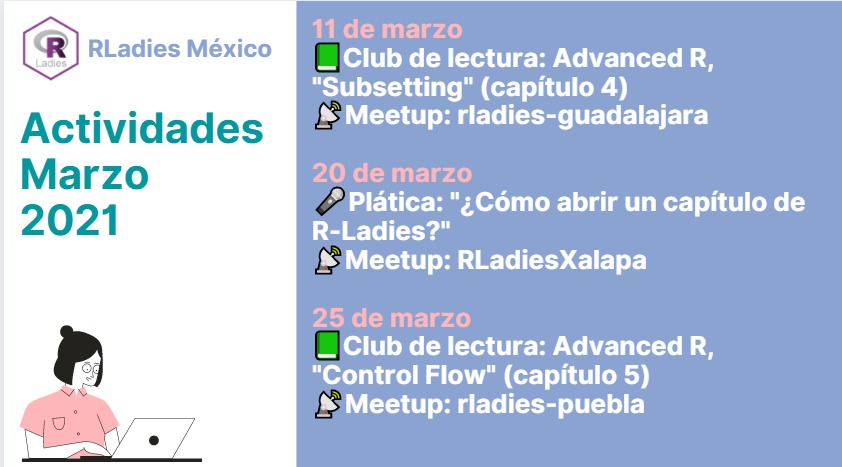 R
Ladies
RLadies México
Actividades
Marzo
2021
11 de marzo
📗Club de lectura: Advanced R,
"Subsetting" (capítulo 4)
📡Meetup: rladies-guadalajara
20 de marzo
🎤Plática: "¿Cómo abrir un capítulo de
R-Ladies?"
📡Meetup: RLadiesXalapa
25 de marzo
📗Club de lectura: Advanced R,
"Control Flow" (capítulo 5)
📡Meetup: rladies-puebla